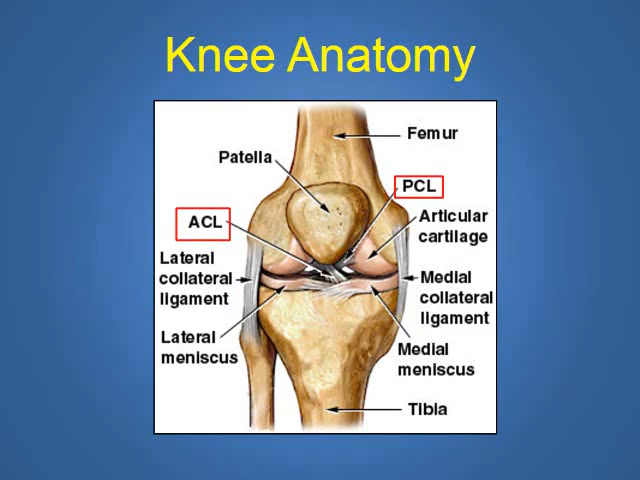 Knee Anatomy
Femur
Patella
PCL
ACL
Articular
cartilage
Lateral
collateral
ligament
Medial
collateral
ligament
Lateral
meniscus
Medial
meniscus
Tibia